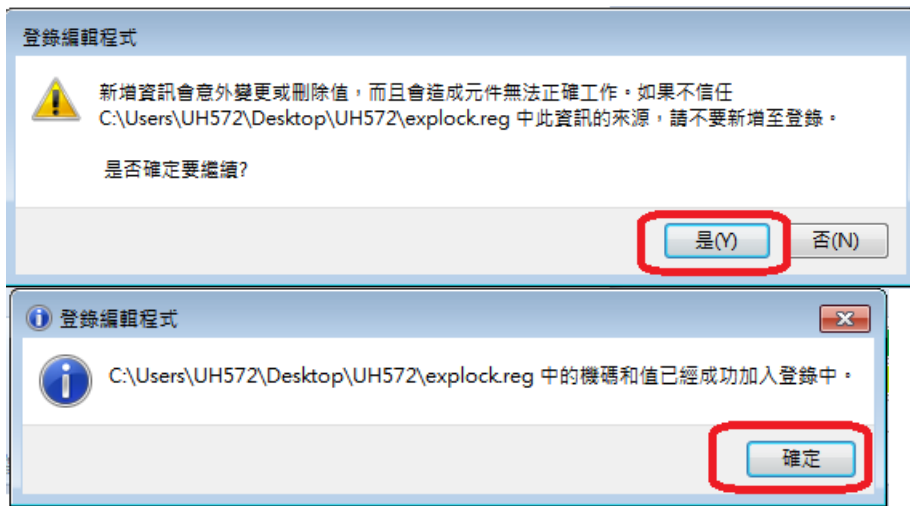 登錄編輯程式
新增資訊會意外變更或刪除值，而且會造成元件無法正確工作。如果不信任
C:\Users\UH572\Desktop\UH572\explock.reg 中此資訊的來源，請不要新增至登錄。
是否確定要繼續?
是(Y) 否(N)
登錄編輯程式
C:\Users\UH572\Desktop\UH572\explock.reg 中的機碼和值已經成功加入登錄中。
確定